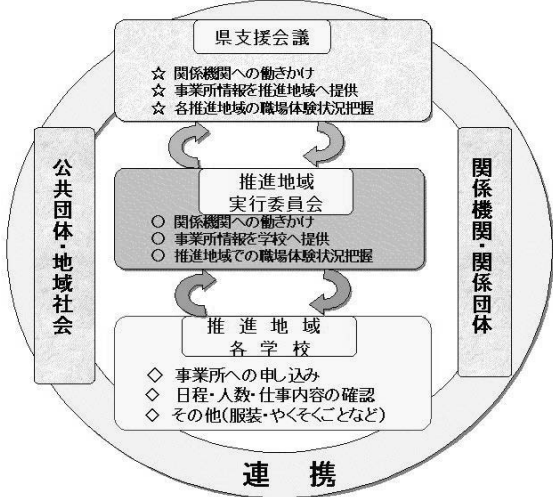 県支援会議
☆ 関係機関への働きかけ
☆ 事業所情報を推進地域へ提供
☆ 各推進地域の職場体験状況把握
公共団体・地域社会
推進地域
実行委員会
○ 関係機関への働きかけ
○ 事業所情報を学校へ提供
○ 推進地域での職場体験状況把握
関係機関・関係団体
推進地域
各学校
◇ 事業所への申し込み
◇ 日程・人数・仕事内容の確認
◇ その他(服装・やくそくごとなど)
連携